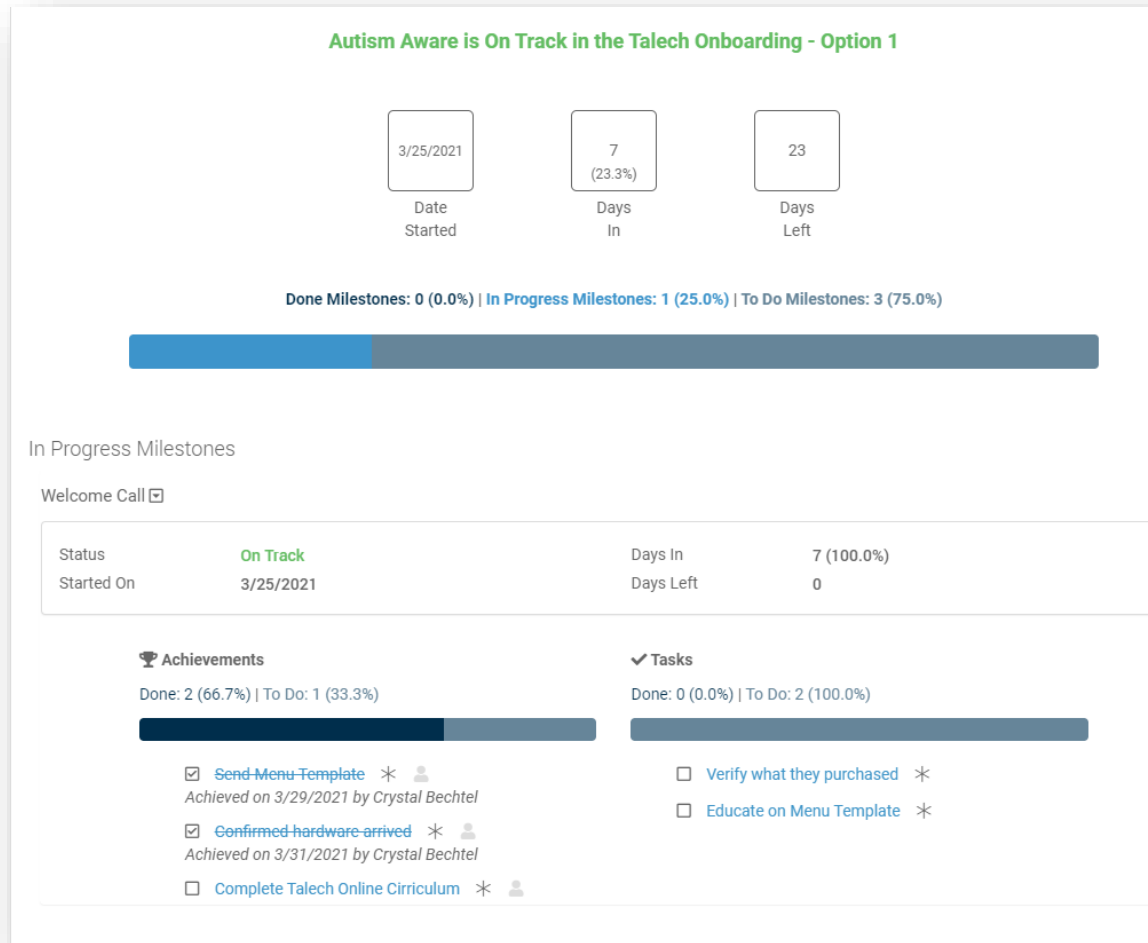 Autism Aware is On Track in the Talech Onboarding - Option 1
3/25/2021
7
(23.3%)
23
Date
Started
Days
In
Days
Left
Done Milestones: 0 (0.0%) | In Progress Milestones: 1 (25.0%) | To Do Milestones: 3 (75.0%)
In Progress Milestones
Welcome Call
Status On Track Days In 7 (100.0%)
Started On 3/25/2021 Days Left 0
Achievements
Done: 2 (66.7%) | To Do: 1 (33.3%)
Send Menu Template
Achieved on 3/29/2021 by Crystal Bechtel
Confirmed hardware arrived
Achieved on 3/31/2021 by Crystal Bechtel
Complete Talech Online Cirriculum
Tasks
Done: 0 (0.0%) | To Do: 2 (100.0%)
Verify what they purchased
Educate on Menu Template